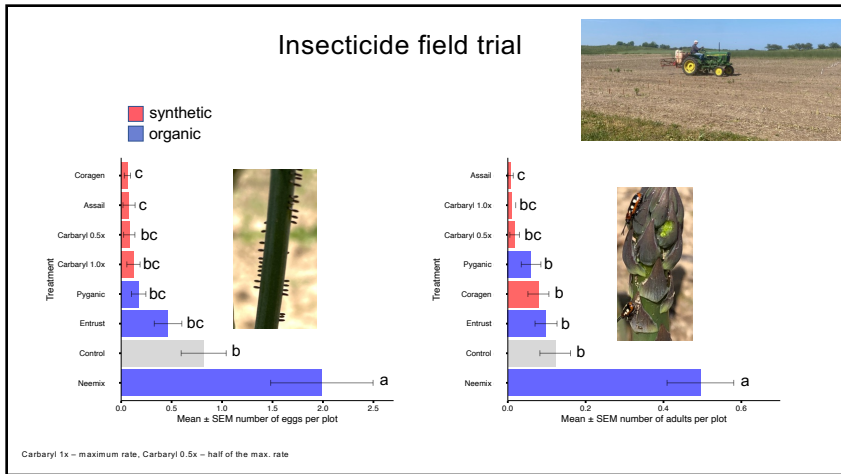 Insecticide field trial
synthetic
organic
Treatment
Coragen
c
Assail
c
Carbaryl 0.5x
bc
Carbaryl 1.0x
bc
Pyganic
bc
Entrust
bc
Control
b
Neemix
a
0.0 0.5 1.0 1.5 2.0 2.5
Mean ± SEM number of eggs per plot
Treatment
Assail
c
Carbaryl 1.0x
bc
Carbaryl 0.5x
bc
Pyganic
b
Coragen
b
Entrust
b
Control
b
Neemix
a
0.0 0.2 0.4 0.6
Mean ± SEM number of adults per plot
Carbaryl 1x – maximum rate, Carbaryl 0.5x – half of the max. rate